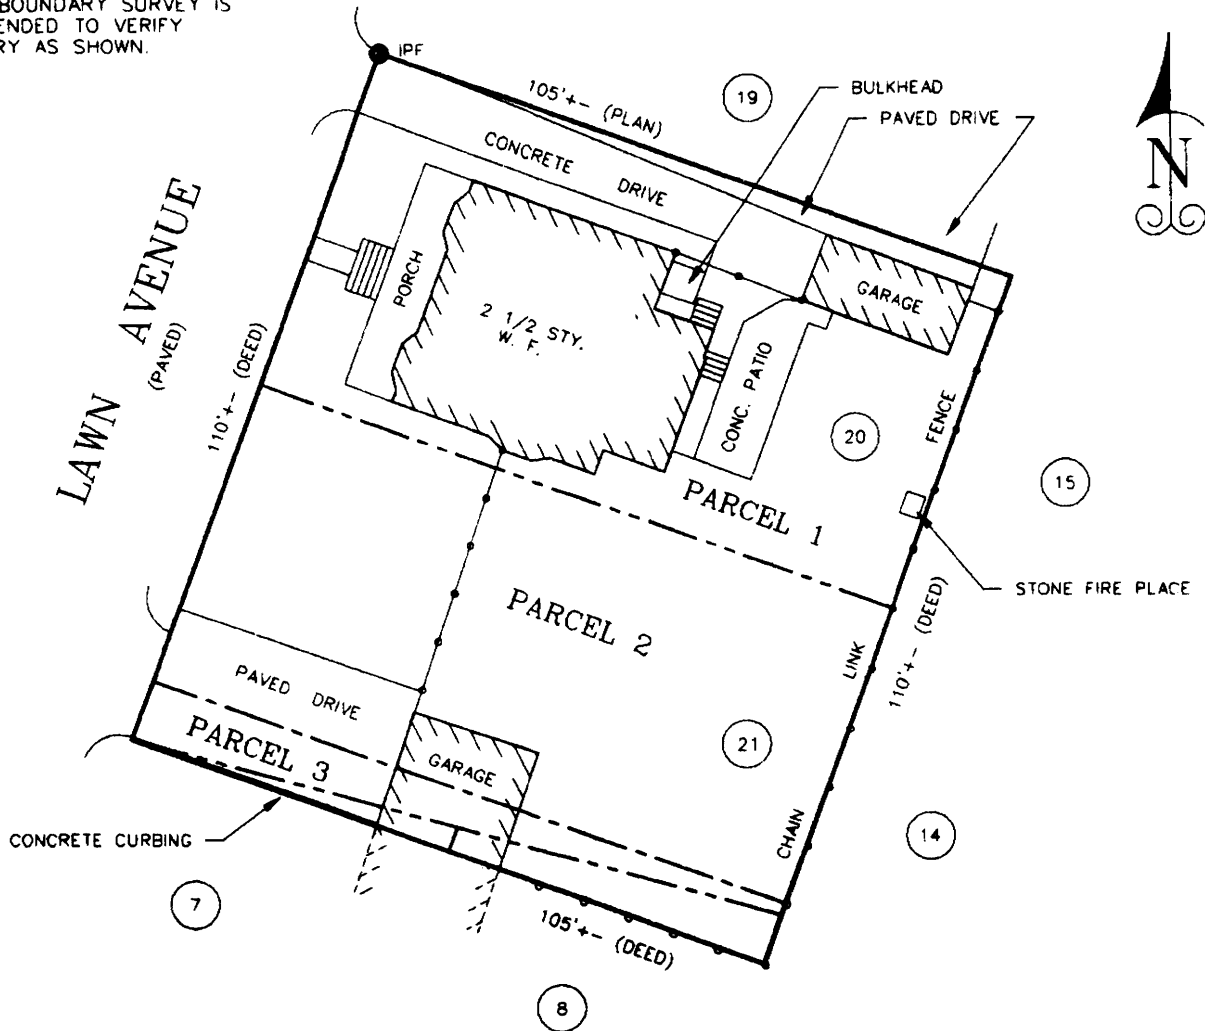 BOUNDARY SURVEY IS
ENDED TO VERIFY
RY AS SHOWN.
IPF
105'+- (PLAN)
19
BULKHEAD
PAVED DRIVE
N
CONCRETE DRIVE
LAWN AVENUE
(PAVED)
110'+- (DEED)
PORCH
2 1/2 STY.
W. F.
GARAGE
CONC. PATIO
20
FENCE
15
PARCEL 1
STONE FIRE PLACE
PARCEL 2
LINK
110'+- (DEED)
PAVED DRIVE
PARCEL 3
GARAGE
21
CHAIN
14
CONCRETE CURBING
7
105'+- (DEED)
8